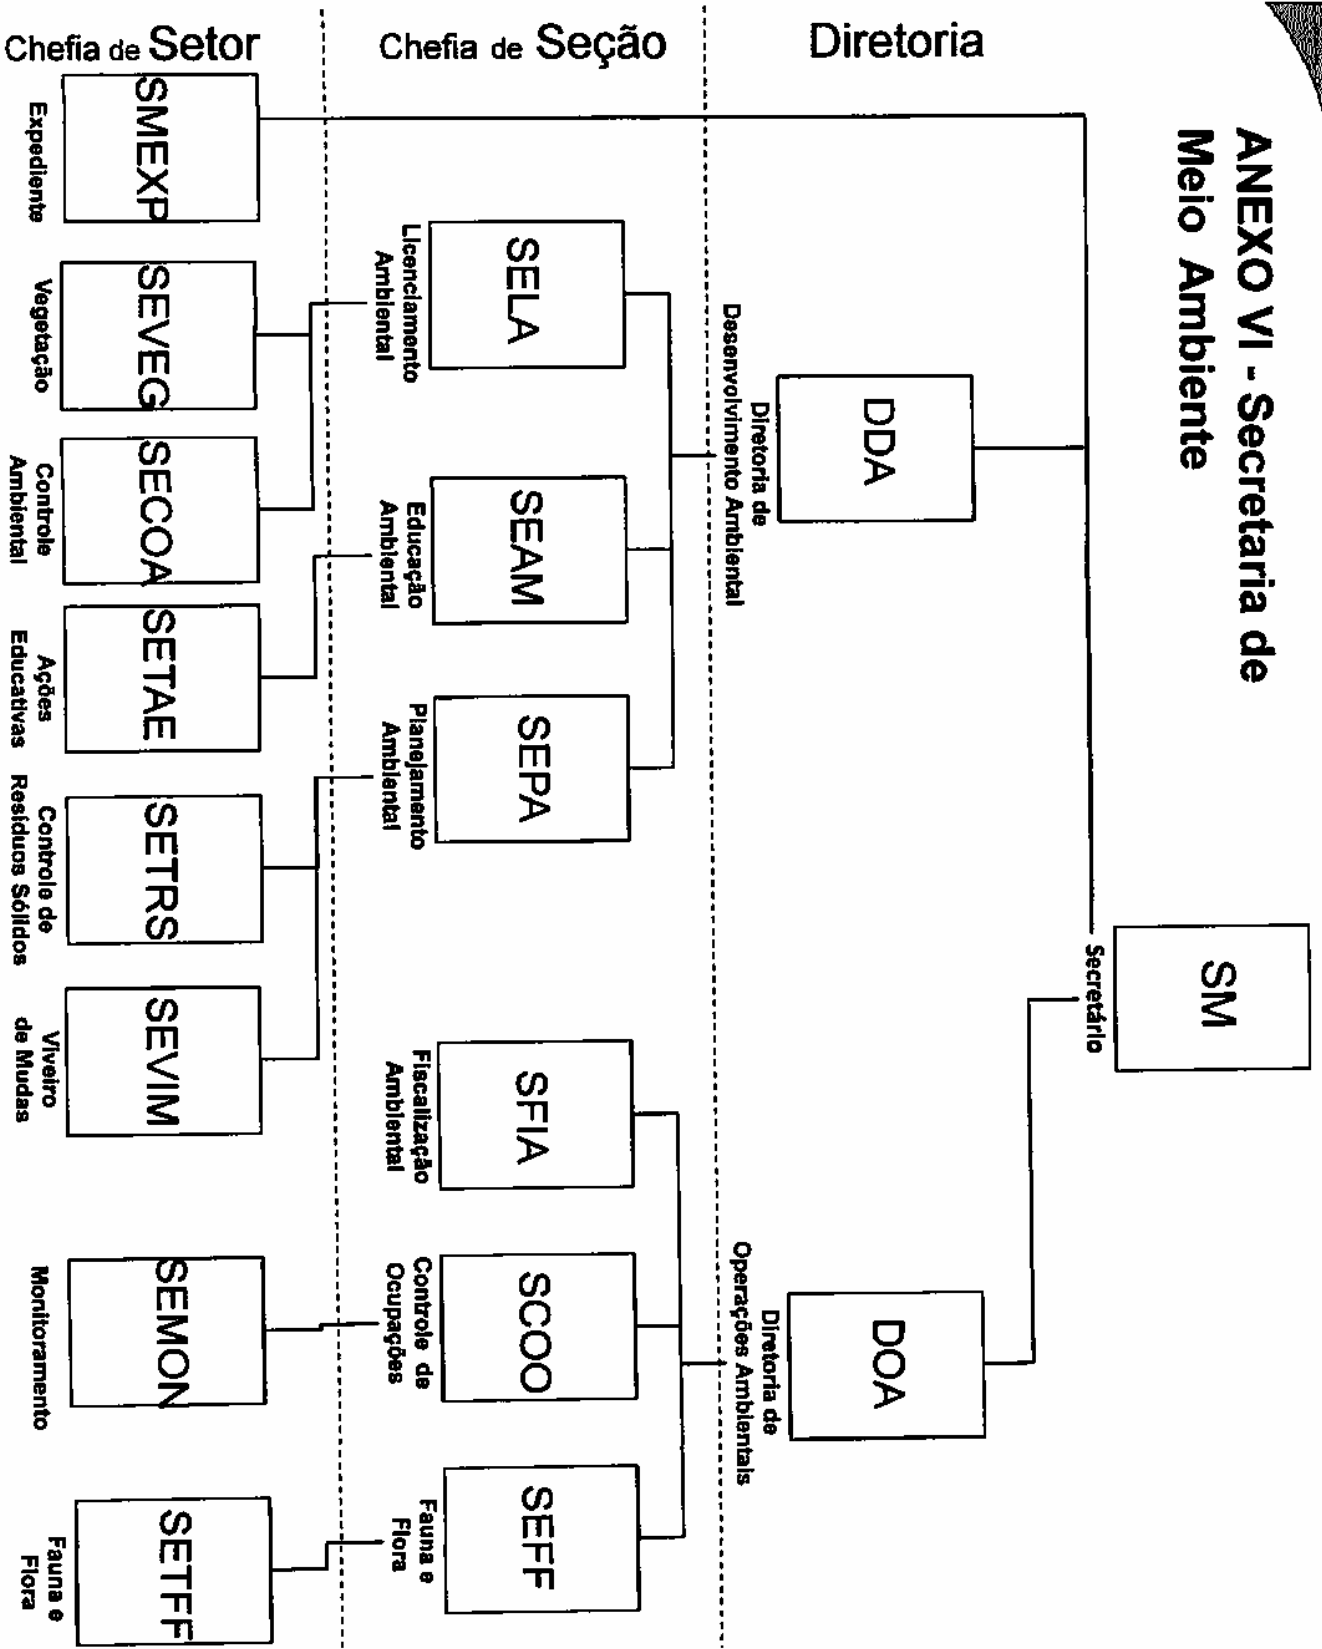 ANEXO VI - Secretaria de
Meio Ambiente
SM
Secretário
Diretoria
DDA
Diretoria de
Desenvolvimento Ambiental
DOA
Diretoria de
Operações Ambientais
Chefia de Seção
SELA
Licenciamento
Ambiental
SEAM
Educação
Ambiental
SEPA
Planejamento
Ambiental
SFIA
Fiscalização
Ambiental
SCOO
Controle de
Ocupações
SEFF
Fauna e
Flora
Chefia de Setor
SMEXP
Expediente
SEVEG
Vegetação
SECOA
Controle
Ambiental
SETAE
Ações
Educativas
SETRS
Controle de
Resíduos Sólidos
SEVIM
Viveiro
de Mudas
SEMON
Monitoramento
SETFF
Fauna e
Flora